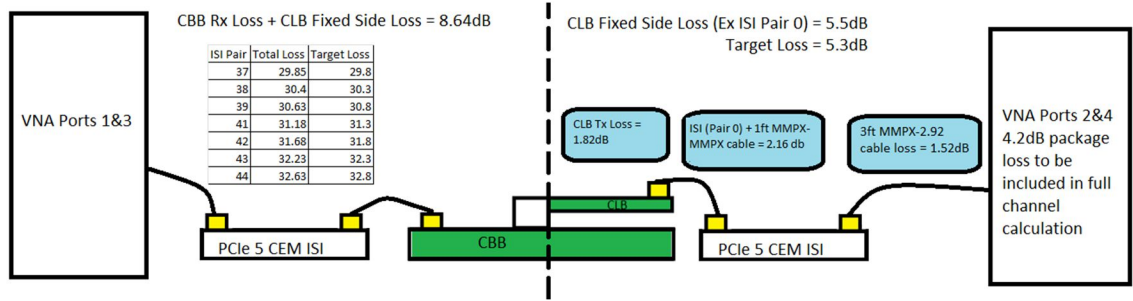 CBB Rx Loss + CLB Fixed Side Loss = 8.64dB
CLB Fixed Side Loss (Ex ISI Pair 0) = 5.5dB
Target Loss = 5.3dB
ISI Pair Total Loss Target Loss
37 29.85 29.8
38 30.4 30.3
39 30.63 30.8
41 31.18 31.3
42 31.68 31.8
43 32.23 32.3
44 32.63 32.8
VNA Ports 1&3
CLB Tx Loss =
1.82dB
ISI (Pair 0) + 1ft MMPX-
MMPX cable = 2.16 db
3ft MMPX-2.92
cable loss = 1.52dB
VNA Ports 2&4
4.2dB package
loss to be
included in full
channel
calculation
PCIe 5 CEM ISI
CBB
CLB
PCIe 5 CEM ISI